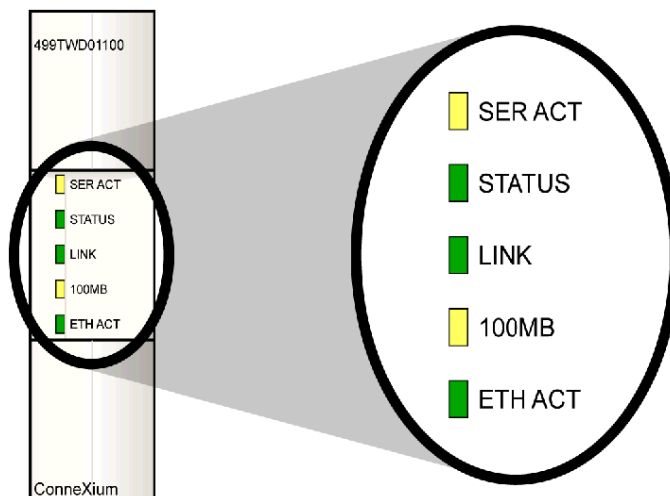 499TWD01100
SER ACT
STATUS
LINK
100MB
ETH ACT
ConneXium
SER ACT
STATUS
LINK
100MB
ETH ACT